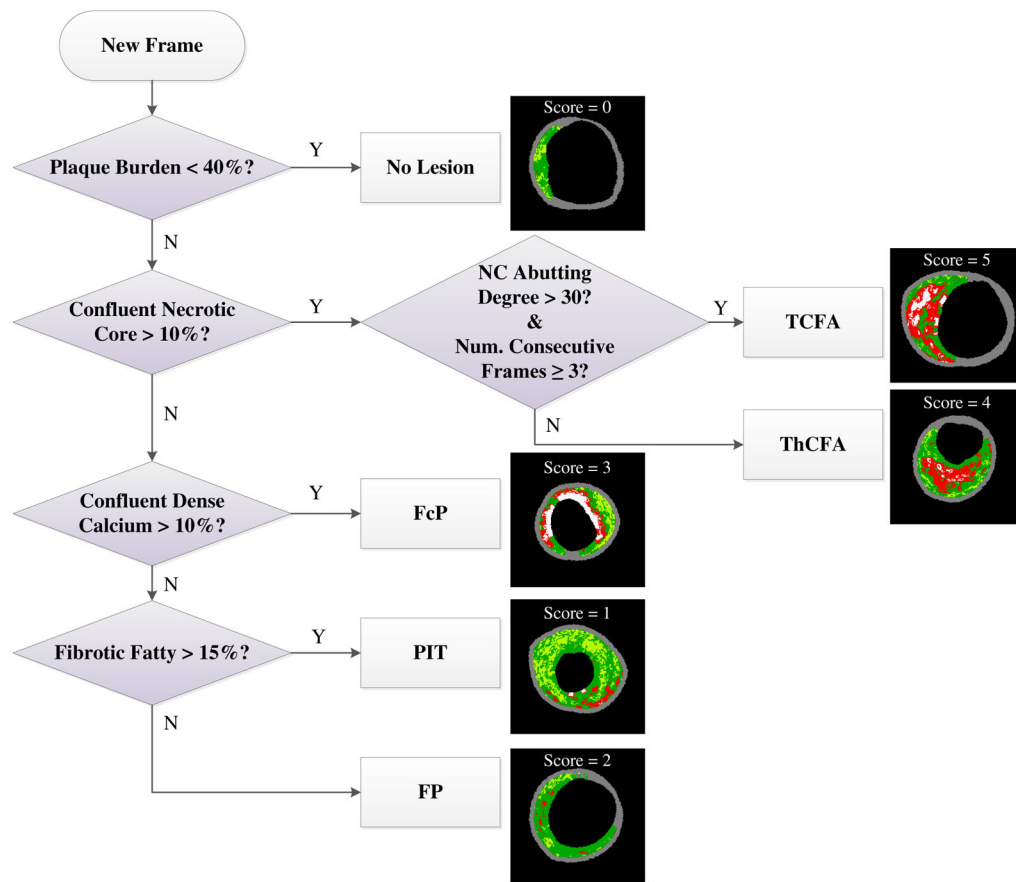 New Frame
Score = 0
Plaque Burden < 40%?
Y
No Lesion
N
NC Abutting
Degree > 30?
&
Num. Consecutive
Frames ≥ 3?
Score = 5
Confluent Necrotic
Core > 10%?
Y
Y
TCFA
N
N
Score = 4
ThCFA
Score = 3
Confluent Dense
Calcium > 10%?
Y
FcP
N
Score = 1
Fibrotic Fatty > 15%?
Y
PIT
N
Score = 2
FP